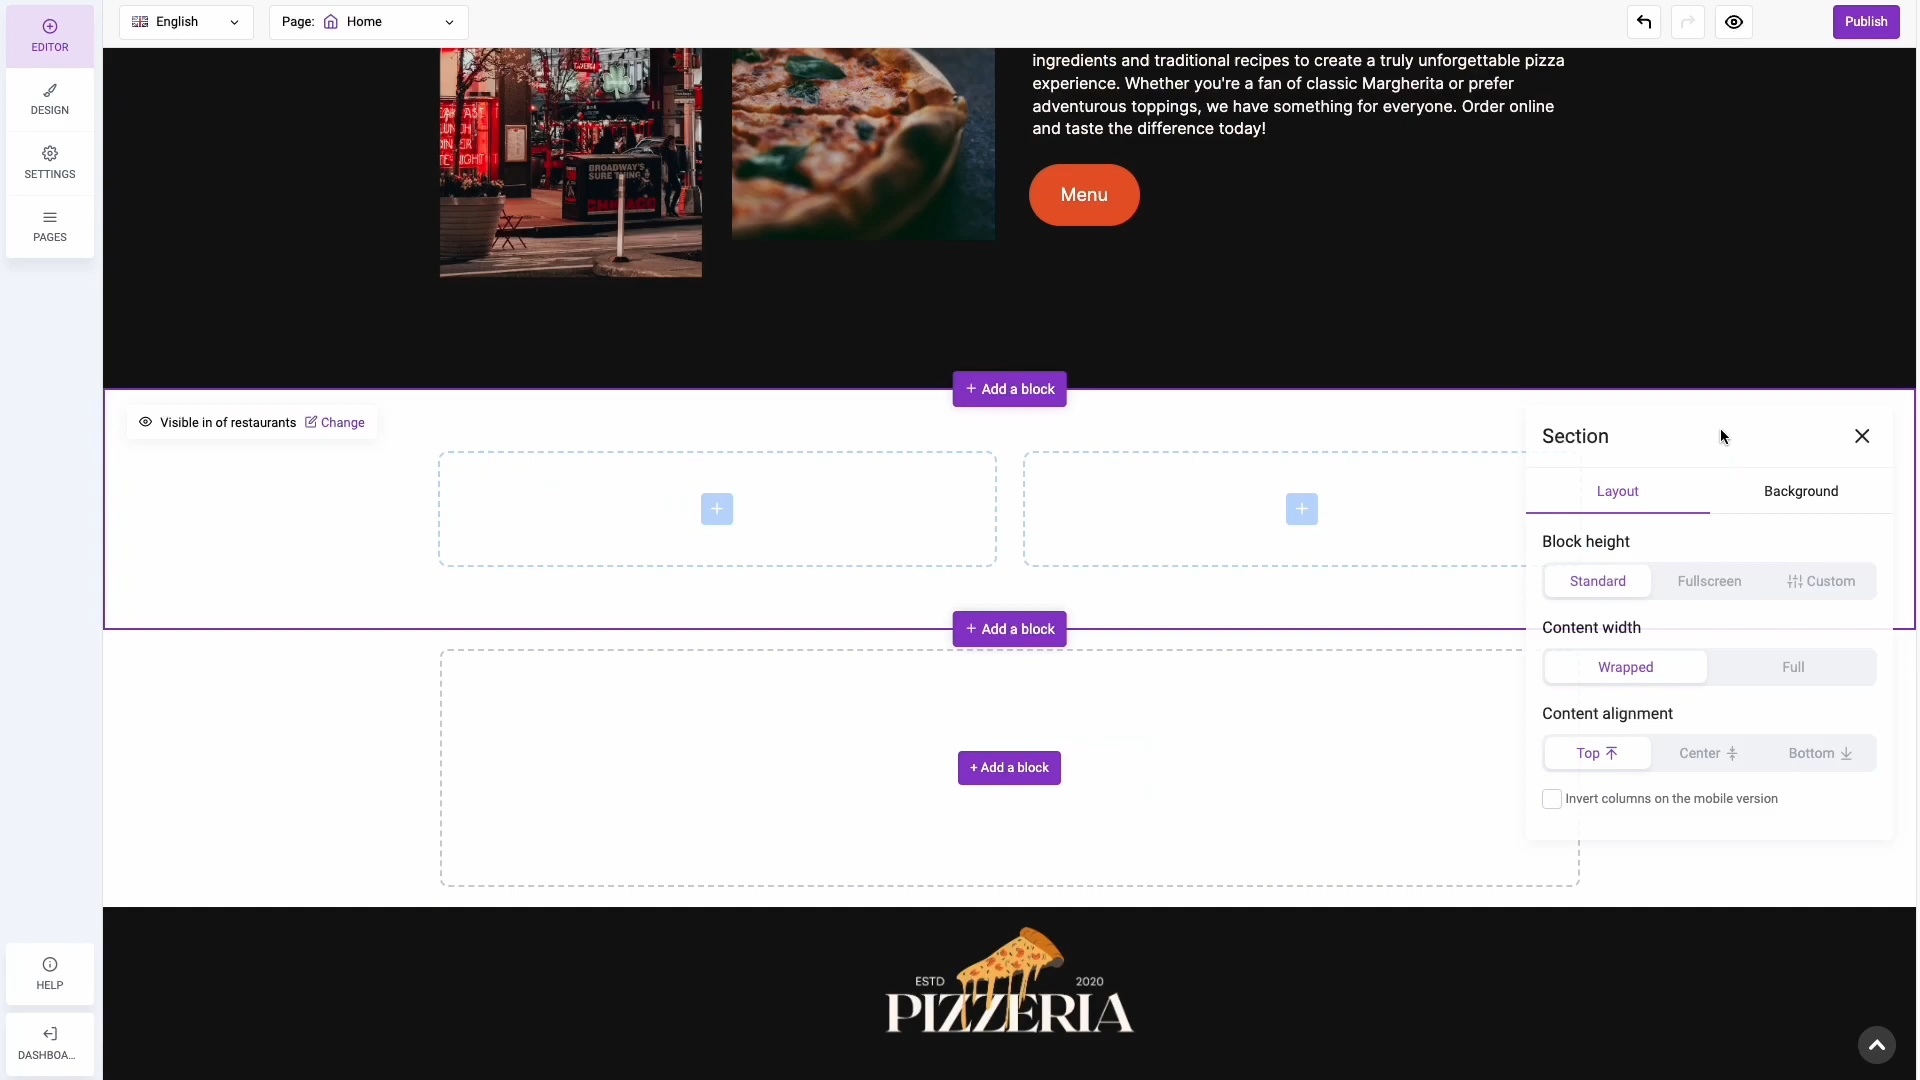 English
Page: Home
Publish
EDITOR
DESIGN
SETTINGS
PAGES
ingredients and traditional recipes to create a truly unforgettable pizza
experience. Whether you're a fan of classic Margherita or prefer
adventurous toppings, we have something for everyone. Order online
and taste the difference today!
TAVERN
BROADWAY'S
SURE THING
CHICAGO
Menu
+ Add a block
Visible in of restaurants Change
Section
Layout
Background
Block height
Standard
Fullscreen
Custom
+ Add a block
Content width
Wrapped
Full
Content alignment
Top
Center
Bottom
+ Add a block
Invert columns on the mobile version
ESTD
2020
PIZZERIA
HELP
DASHBOA...